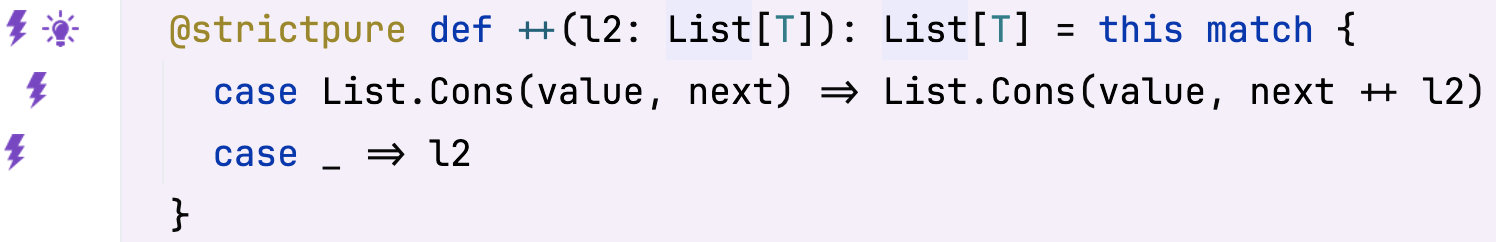 @strictpure def ++(l2: List[T]): List[T] = this match {
  case List.Cons(value, next) => List.Cons(value, next ++ l2)
  case _ => l2
}